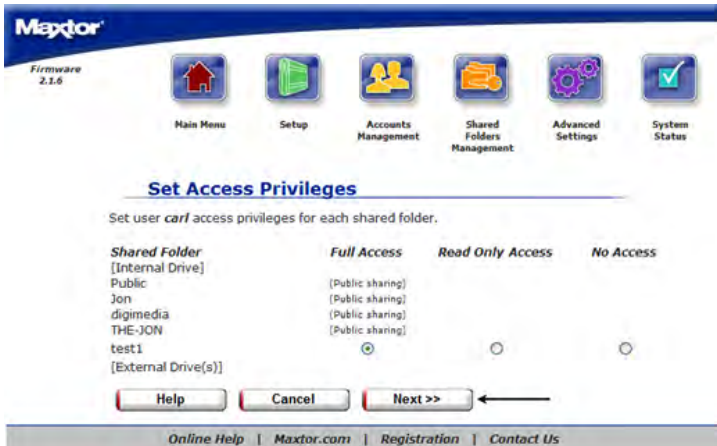 Maxtor
Firmware
2.1.6
Main Menu
Setup
Accounts
Management
Shared
Folders
Management
Advanced
Settings
System
Status
Set Access Privileges
Set user carl access privileges for each shared folder.
Shared Folder Full Access Read Only Access No Access
[Internal Drive]
Public (Public sharing)
Jon (Public sharing)
digimedia (Public sharing)
THE-JON (Public sharing)
test1
[External Drive(s)]
Help Cancel Next >>
Online Help | Maxtor.com | Registration | Contact Us